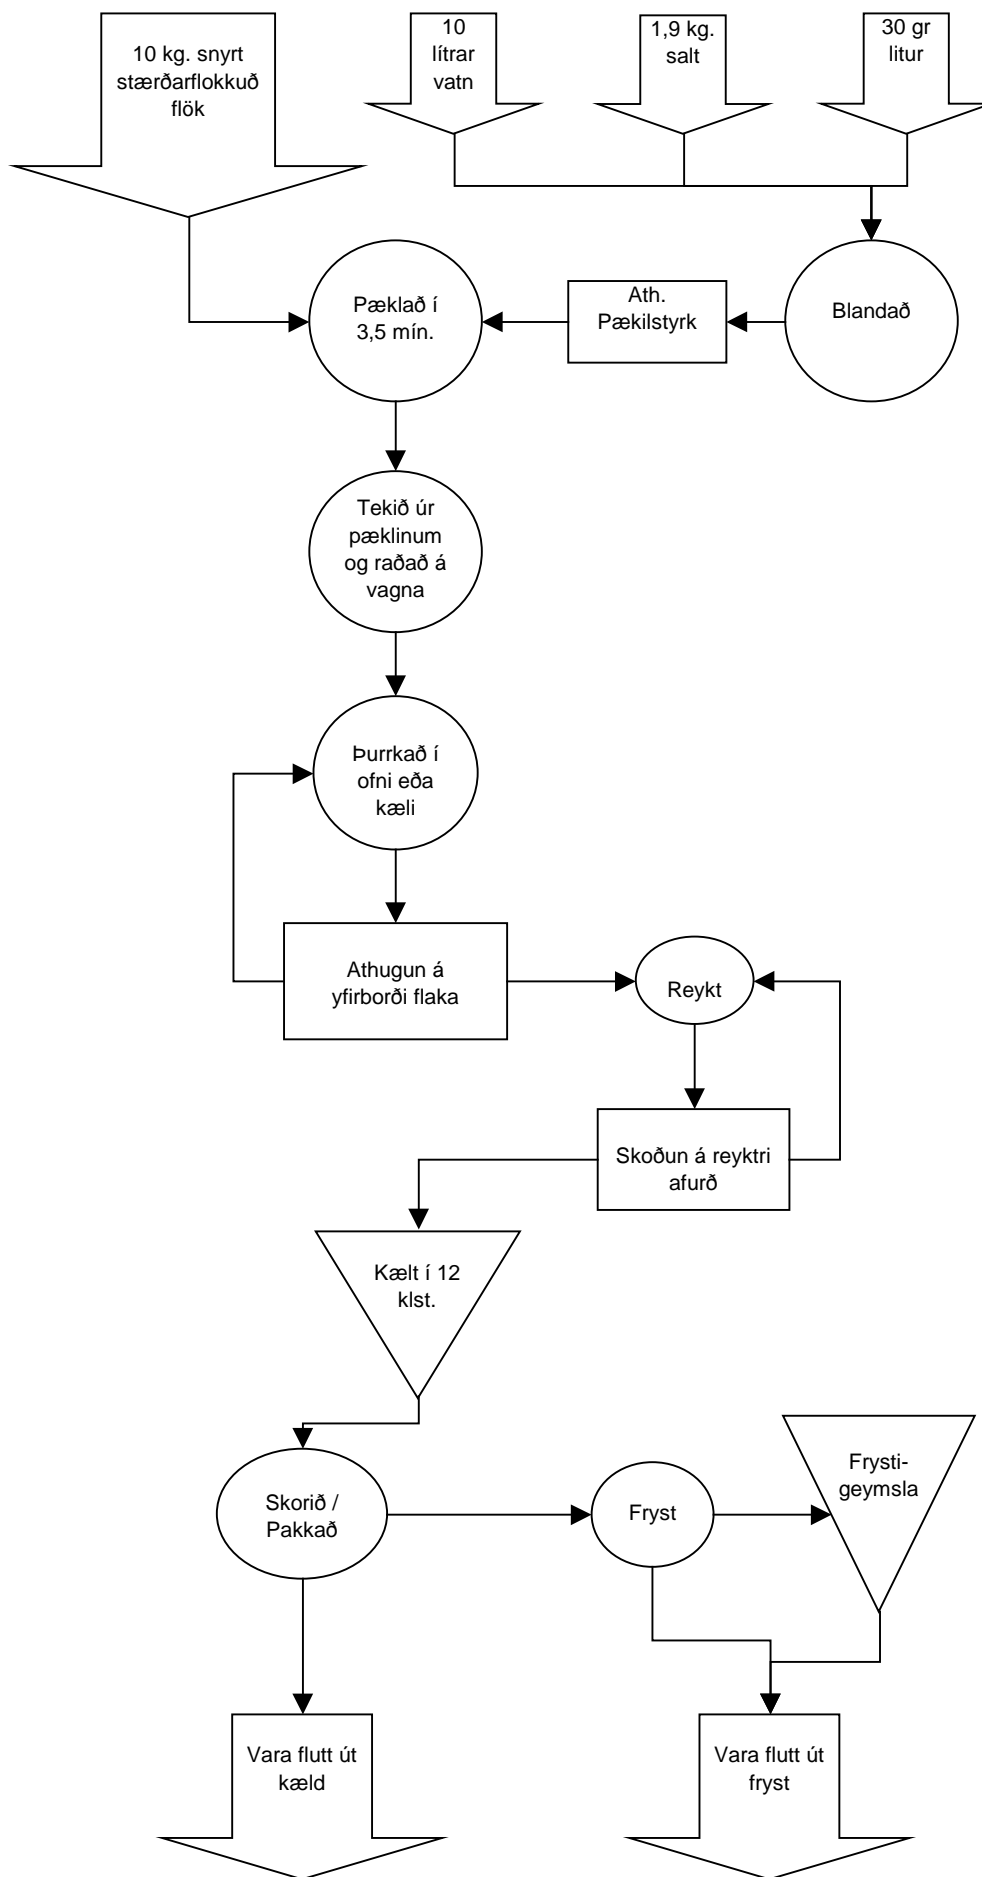 10 kg. snyrt
stærðarflokkuð
flök
10
lítrar
vatn
1,9 kg.
salt
30 gr
litur
Pæklað í
3,5 mín.
Ath.
Pækilstyrk
Blandað
Tekið úr
pæklinum
og raðað á
vagna
Þurrkað í
ofni eða
kæli
Athugun á
yfirborði flaka
Reykt
Skoðun á reyktri
afurð
Kælt í 12
klst.
Skorið /
Pakkað
Fryst
Frysti-
geymsla
Vara flutt út
kæld
Vara flutt út
fryst